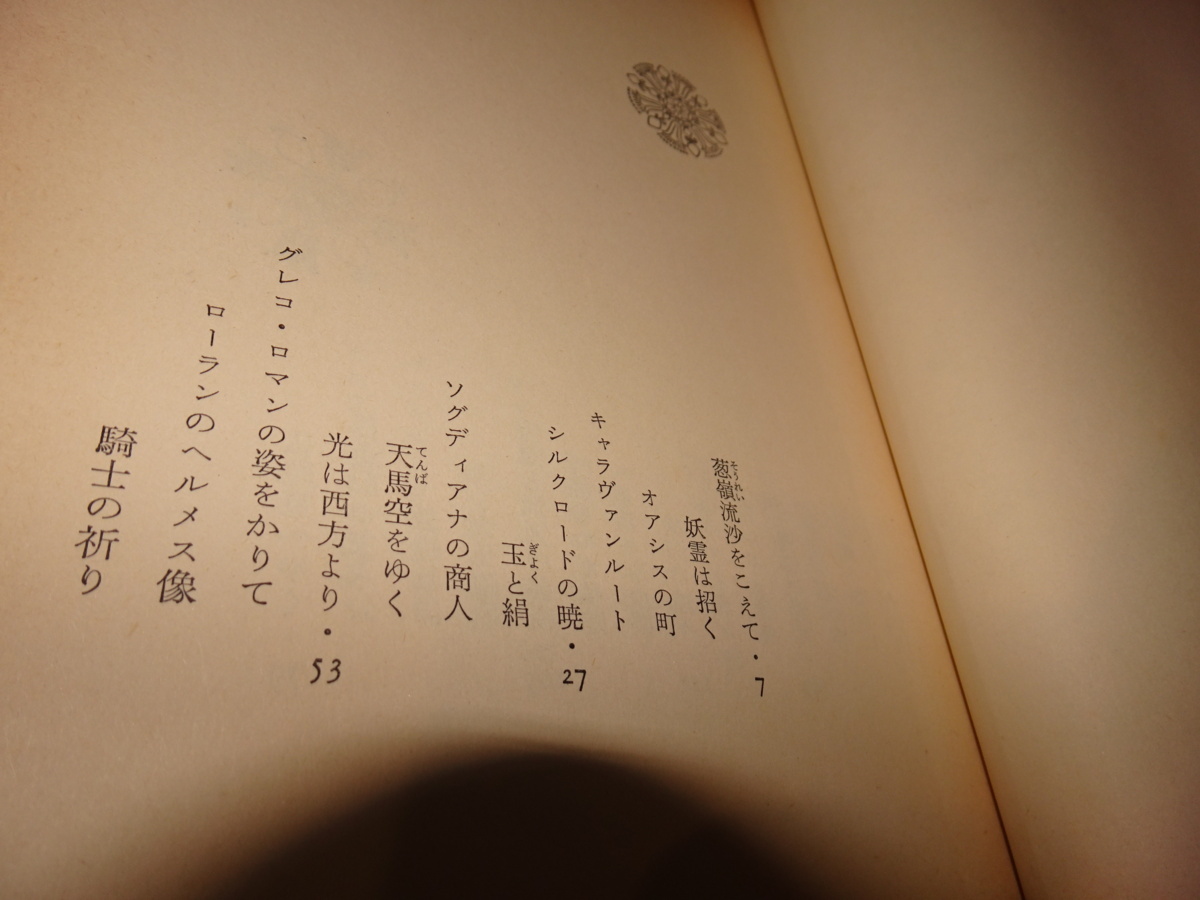 葱嶺流沙をこえて・7
妖霊は招く
オアシスの町
キャラヴァンルート
シルクロードの暁・27
玉と絹
ソグディアナの商人
天馬空をゆく
光は西方より・53
グレコ・ロマンの姿をかりて
ローランのヘルメス像
騎士の祈り